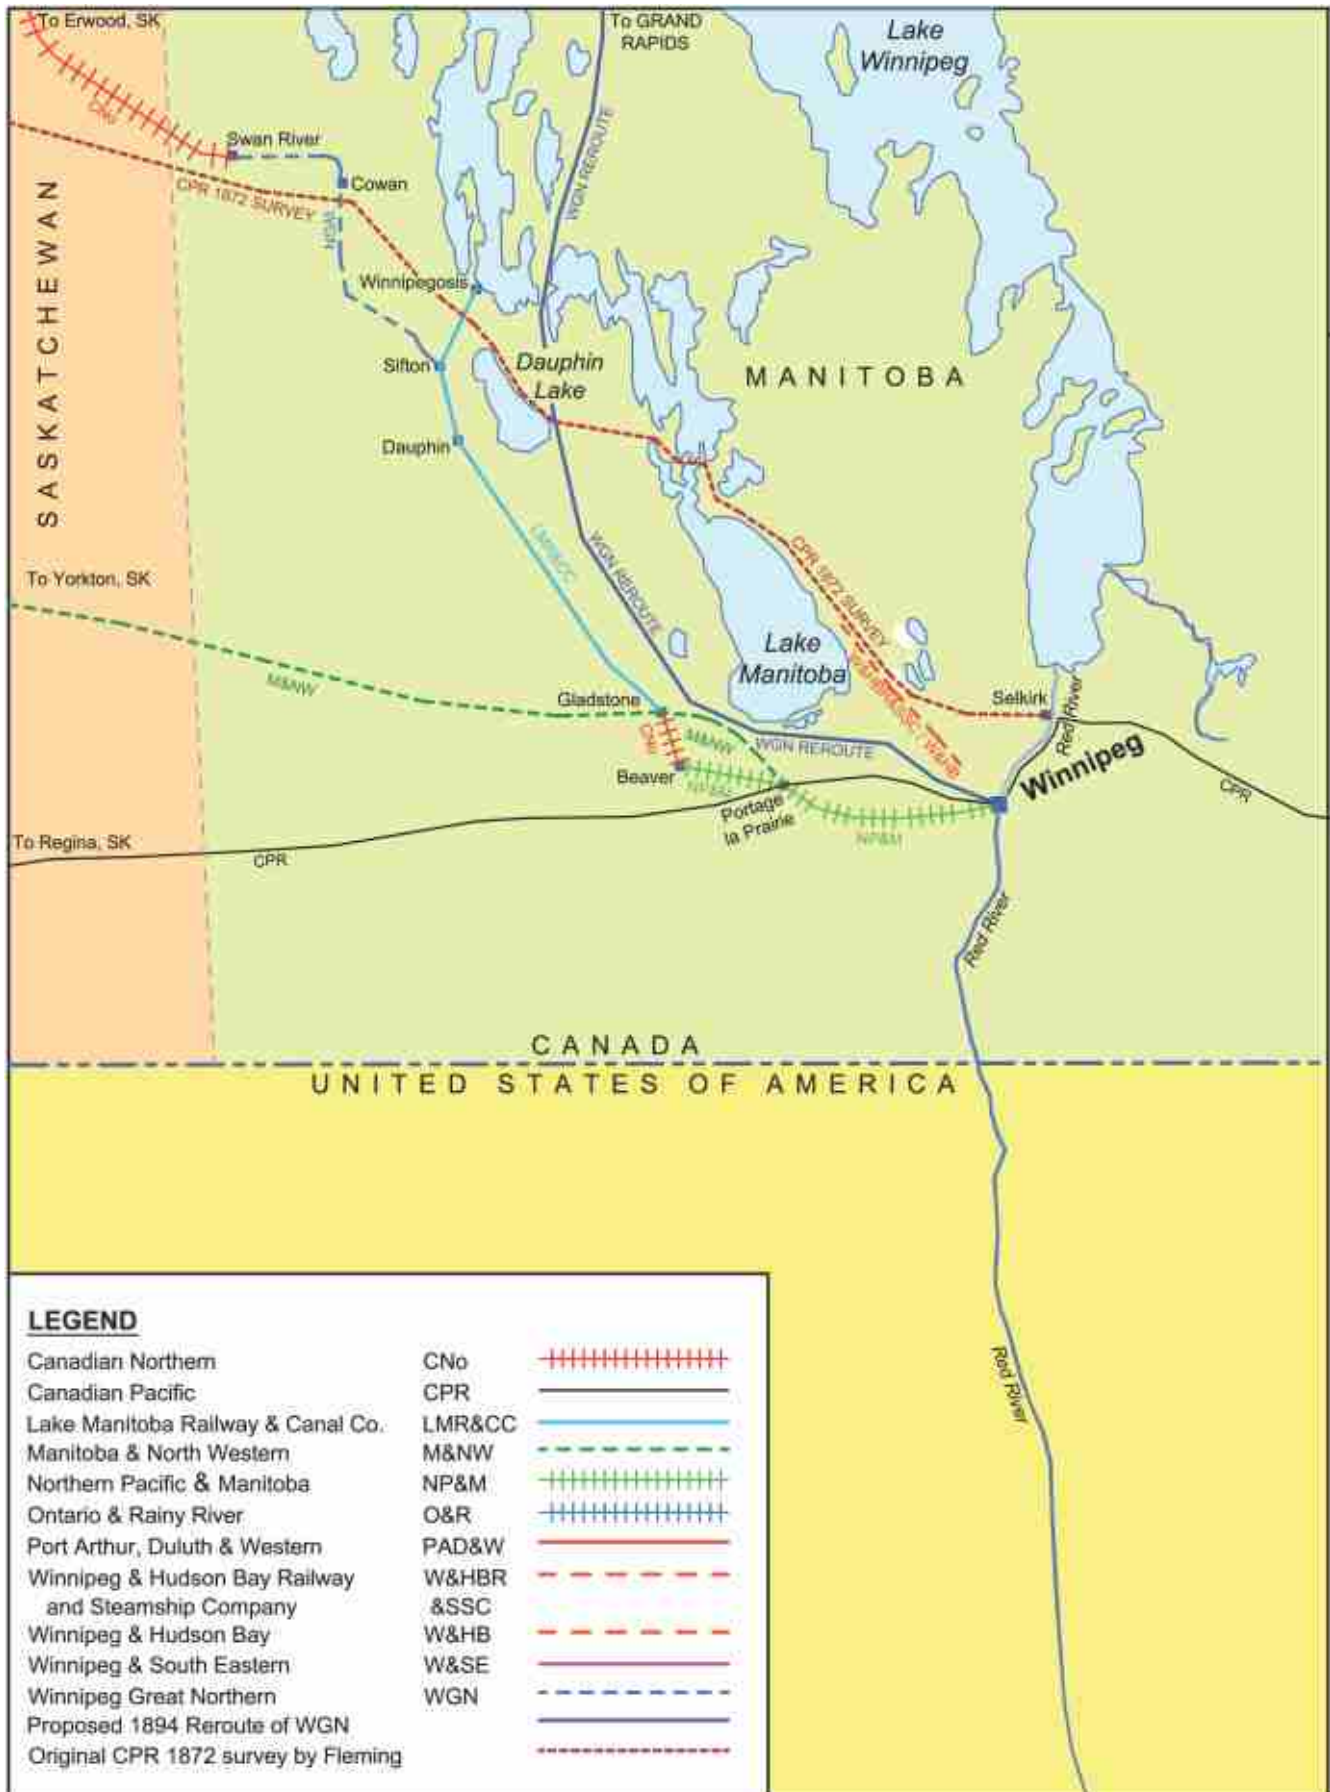 To Erwood, SK
To GRAND
RAPIDS
Lake
Winnipeg
CNo
Swan River
WGN REROUTE
CPR 1872 SURVEY
Cowan
WGN
SASKATCHEWAN
Winnipegosis
Sifton
Dauphin
Lake
MANITOBA
Dauphin
LMR&CC
WGN REROUTE
CPR 1872 SURVEY
To Yorkton, SK
Lake
Manitoba
M&NW
Gladstone
Selkirk
Red River
W&HBR&SSC / W&HB
CNo
M&NW
WGN REROUTE
Winnipeg
Beaver
NP&M
Portage
la Prairie
CPR
NP&M
To Regina, SK
CPR
Red River
CANADA
UNITED STATES OF AMERICA
Red River
LEGEND
Canadian Northern CNo
Canadian Pacific CPR
Lake Manitoba Railway & Canal Co. LMR&CC
Manitoba & North Western M&NW
Northern Pacific & Manitoba NP&M
Ontario & Rainy River O&R
Port Arthur, Duluth & Western PAD&W
Winnipeg & Hudson Bay Railway W&HBR
and Steamship Company &SSC
Winnipeg & Hudson Bay W&HB
Winnipeg & South Eastern W&SE
Winnipeg Great Northern WGN
Proposed 1894 Reroute of WGN
Original CPR 1872 survey by Fleming